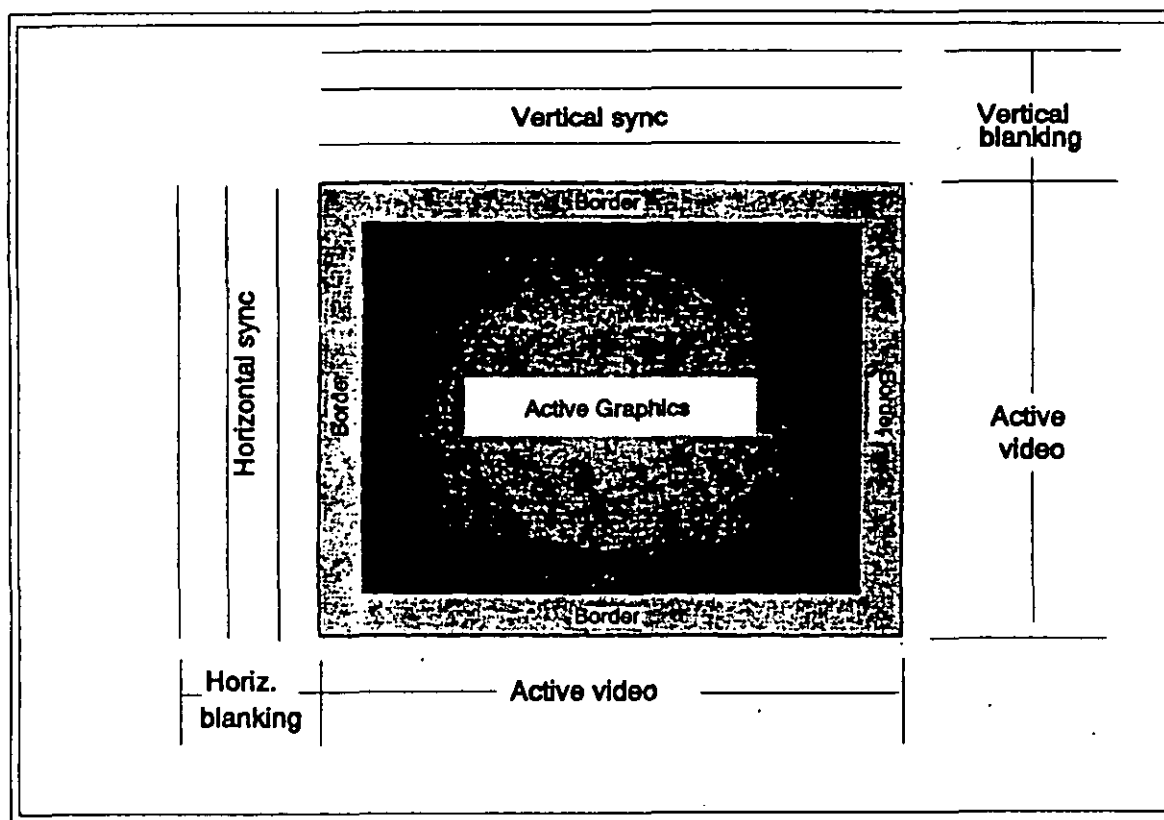 Vertical sync
Vertical
blanking
Border
Horizontal sync
Border
Active Graphics
Border
Active
video
Border
Horiz.
blanking
Active video